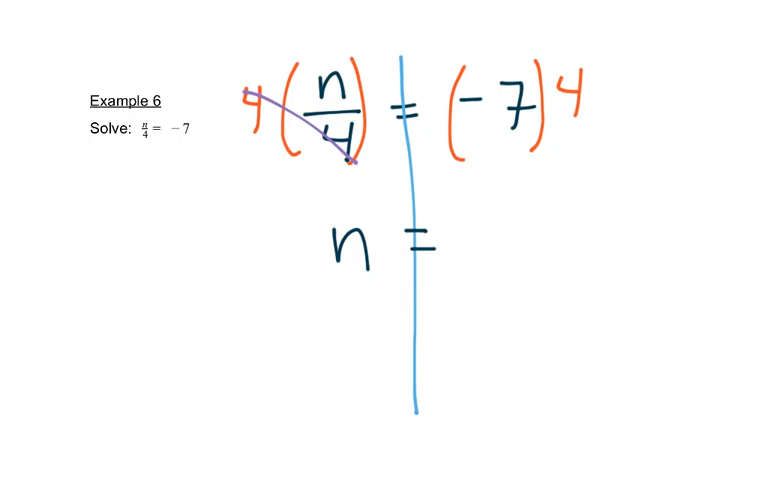 Example 6
Solve: n/4 = -7
4 ( n/4 ) = ( -7 ) 4
n =